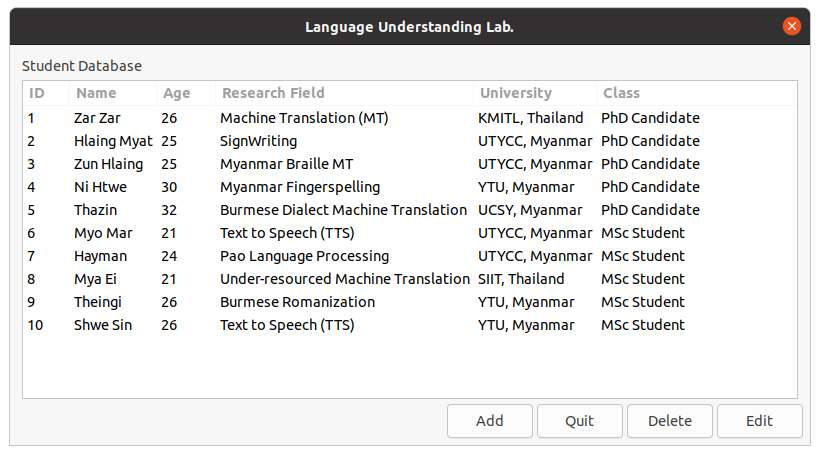 Language Understanding Lab.
Student Database
ID Name Age Research Field University Class
1 Zar Zar 26 Machine Translation (MT) KMITL, Thailand PhD Candidate
2 Hlaing Myat 25 SignWriting UTYCC, Myanmar PhD Candidate
3 Zun Hlaing 25 Myanmar Braille MT UTYCC, Myanmar PhD Candidate
4 Ni Htwe 30 Myanmar Fingerspelling YTU, Myanmar PhD Candidate
5 Thazin 32 Burmese Dialect Machine Translation UCSY, Myanmar PhD Candidate
6 Myo Mar 21 Text to Speech (TTS) UTYCC, Myanmar MSc Student
7 Hayman 24 Pao Language Processing UTYCC, Myanmar MSc Student
8 Mya Ei 21 Under-resourced Machine Translation SIIT, Thailand MSc Student
9 Theingi 26 Burmese Romanization YTU, Myanmar MSc Student
10 Shwe Sin 26 Text to Speech (TTS) YTU, Myanmar MSc Student
Add Quit Delete Edit